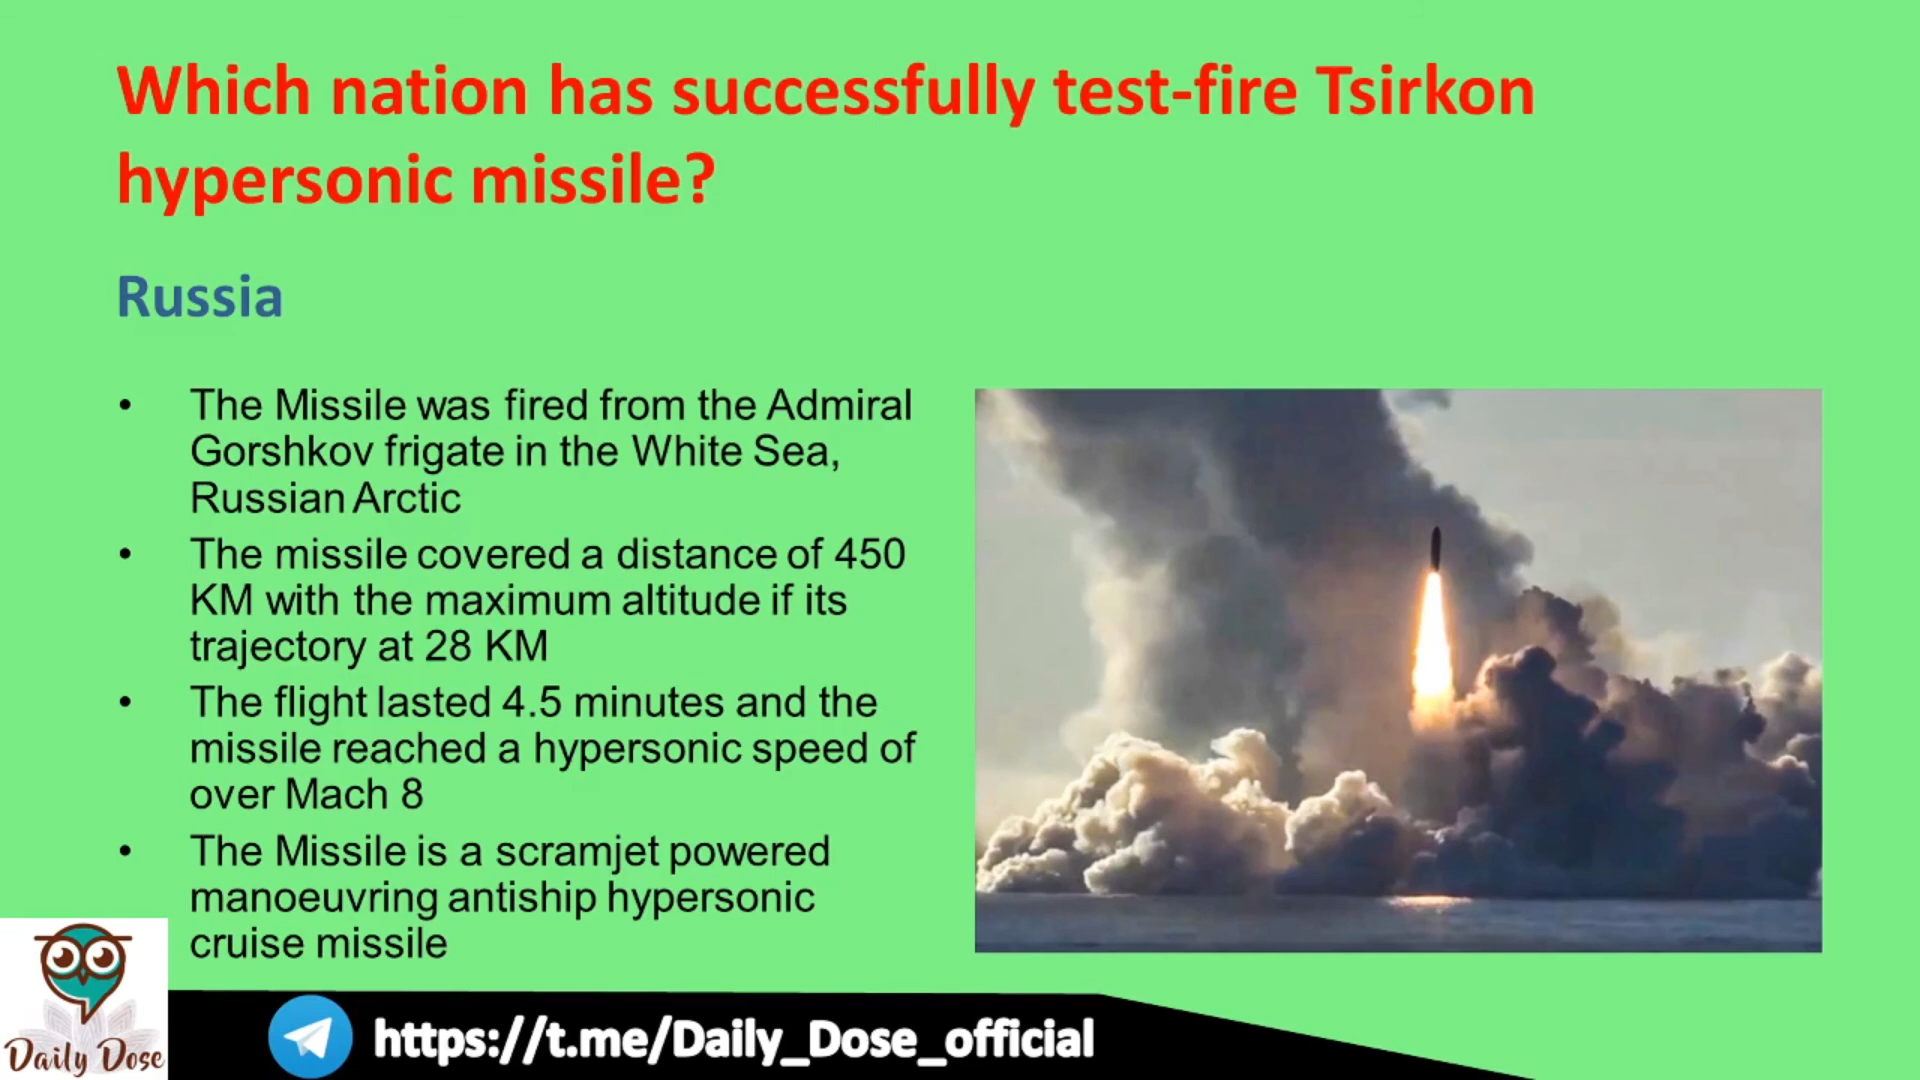 Which nation has successfully test-fire Tsirkon
hypersonic missile?
Russia
• The Missile was fired from the Admiral
Gorshkov frigate in the White Sea,
Russian Arctic
• The missile covered a distance of 450
KM with the maximum altitude if its
trajectory at 28 KM
• The flight lasted 4.5 minutes and the
missile reached a hypersonic speed of
over Mach 8
• The Missile is a scramjet powered
manoeuvring antiship hypersonic
cruise missile
Daily Dose
https://t.me/Daily_Dose_official